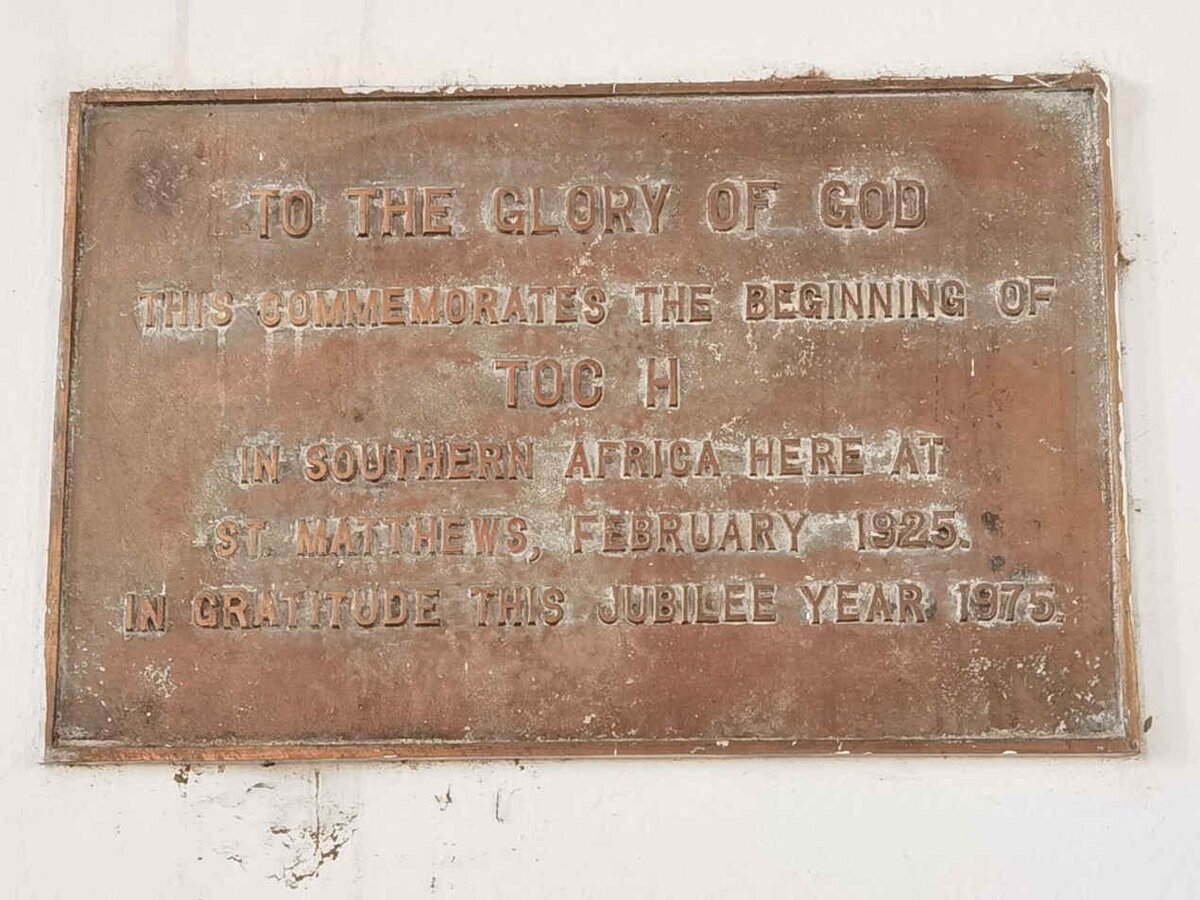 TO THE GLORY OF GOD
THIS COMMEMORATES THE BEGINNING OF
TOC H
IN SOUTHERN AFRICA HERE AT
ST. MATTHEWS, FEBRUARY 1925.
IN GRATITUDE THIS JUBILEE YEAR 1975.